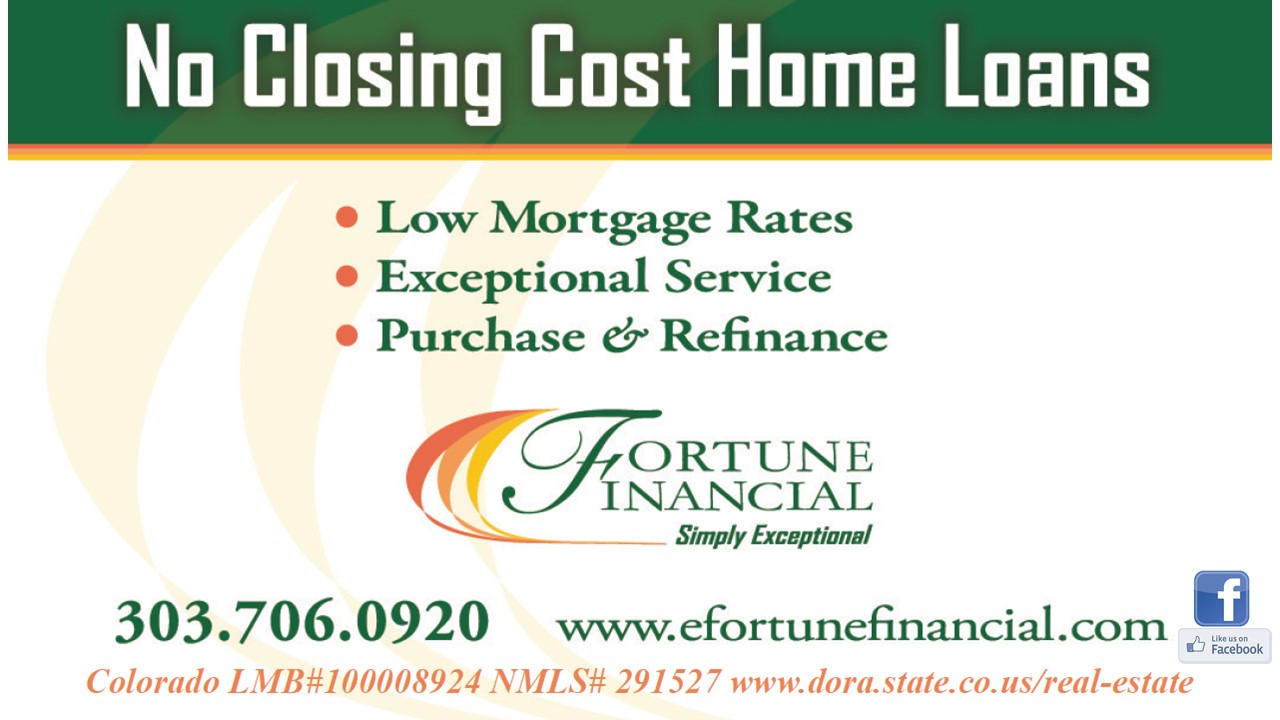 No Closing Cost Home Loans
• Low Mortgage Rates
• Exceptional Service
• Purchase & Refinance
FORTUNE
FINANCIAL
Simply Exceptional
303.706.0920 www.efortunefinancial.com
f
Like us on
Facebook
Colorado LMB#100008924 NMLS# 291527 www.dora.state.co.us/real-estate